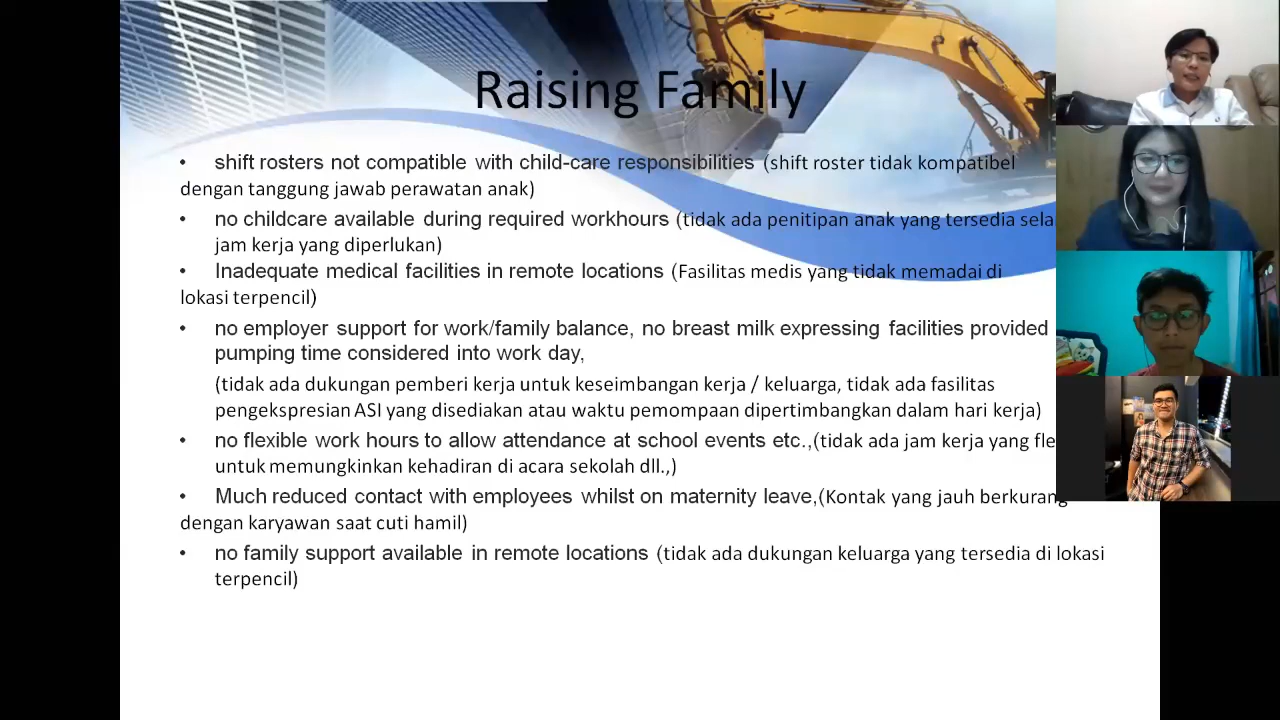 Raising Family
• shift rosters not compatible with child-care responsibilities (shift roster tidak kompatibel
dengan tanggung jawab perawatan anak)
• no childcare available during required workhours (tidak ada penitipan anak yang tersedia sela
jam kerja yang diperlukan)
• Inadequate medical facilities in remote locations (Fasilitas medis yang tidak memadai di
lokasi terpencil)
• no employer support for work/family balance, no breast milk expressing facilities provided
pumping time considered into work day,
(tidak ada dukungan pemberi kerja untuk keseimbangan kerja / keluarga, tidak ada fasilitas
pengekspresian ASI yang disediakan atau waktu pemompaan dipertimbangkan dalam hari kerja)
• no flexible work hours to allow attendance at school events etc.,(tidak ada jam kerja yang fle
untuk memungkinkan kehadiran di acara sekolah dll.,)
• Much reduced contact with employees whilst on maternity leave,(Kontak yang jauh berkurang
dengan karyawan saat cuti hamil)
• no family support available in remote locations (tidak ada dukungan keluarga yang tersedia di lokasi
terpencil)